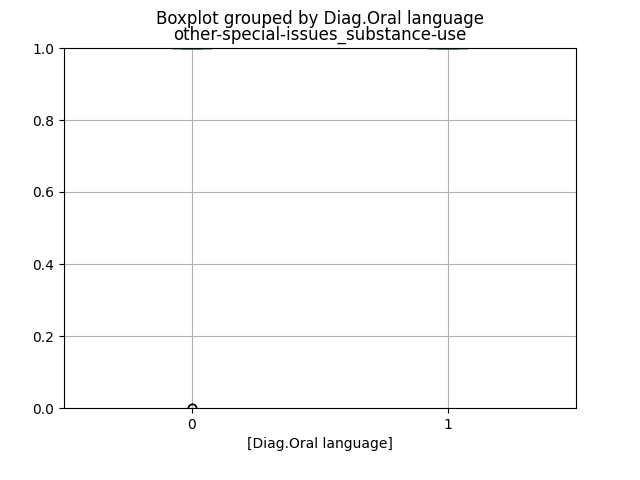 Boxplot grouped by Diag.Oral language
other-special-issues_substance-use
1.0
0.8
0.6
0.4
0.2
0.0
0 1
[Diag.Oral language]